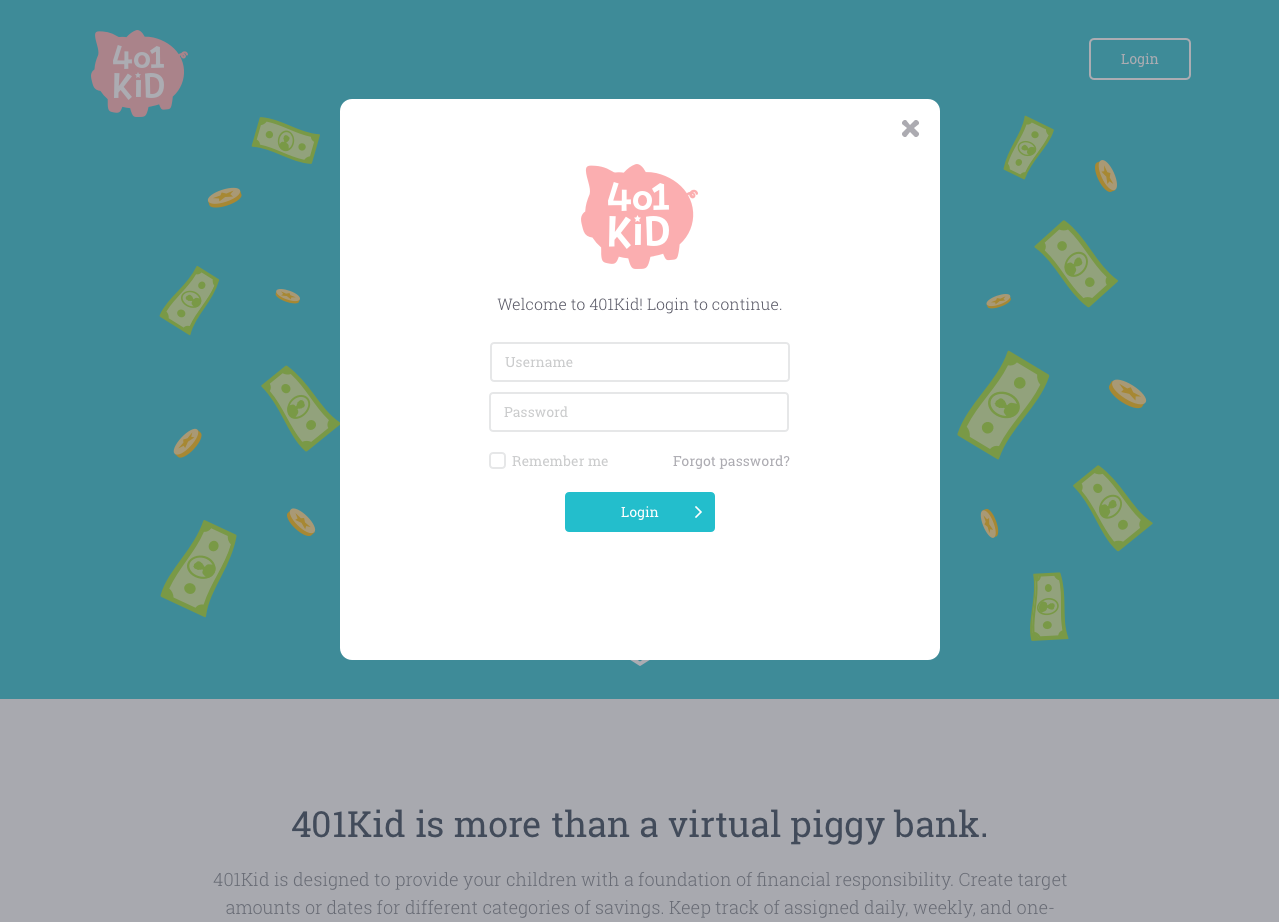 4o1
KiD
Login
4o1
KiD
Welcome to 401Kid! Login to continue.
Username
Password
Remember me
Forgot password?
Login
401Kid is more than a virtual piggy bank.
401Kid is designed to provide your children with a foundation of financial responsibility. Create target
amounts or dates for different categories of savings. Keep track of assigned daily, weekly, and one-